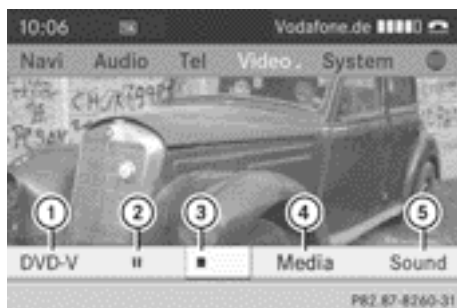 10:06 Vodafone.de
Navi Audio Tel Video System
1 2 3 4 5
DVD-V Media Sound
P82.87-8260-31